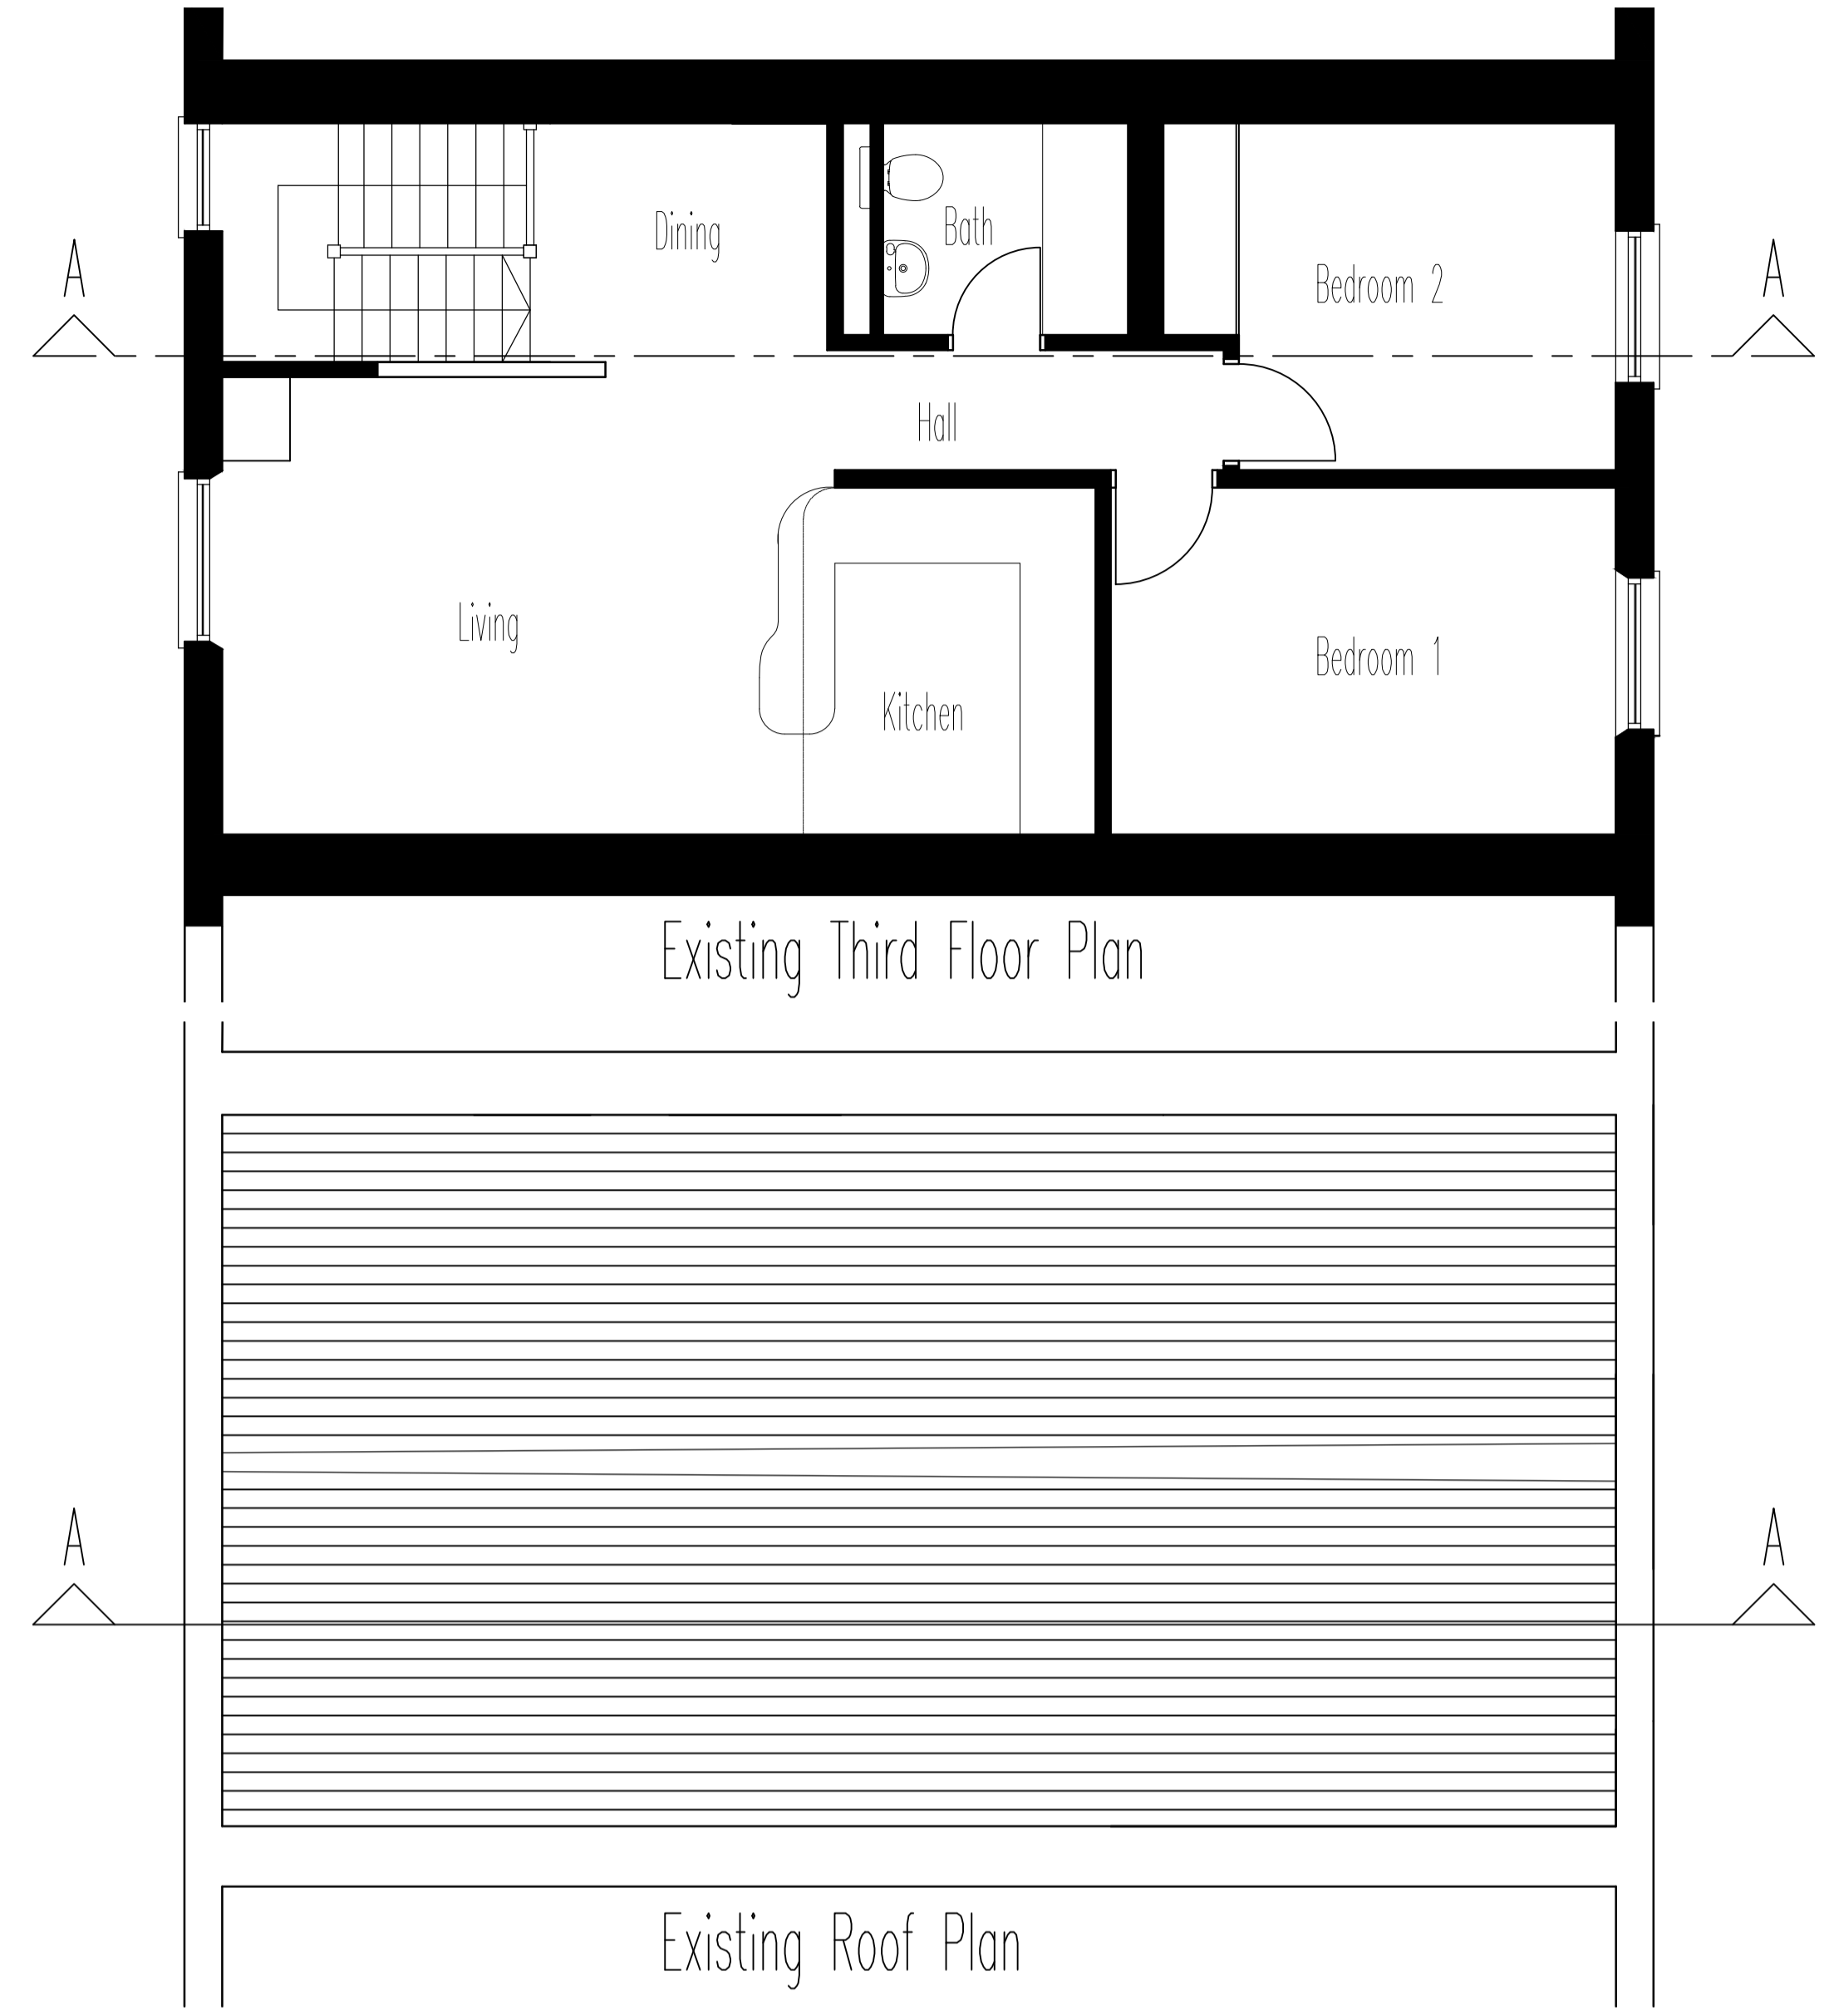 Dining
Bath
A
Bedroom 2
A
Hall
Living
Bedroom 1
Kitchen
Existing Third Floor Plan
A
A
Existing Roof Plan